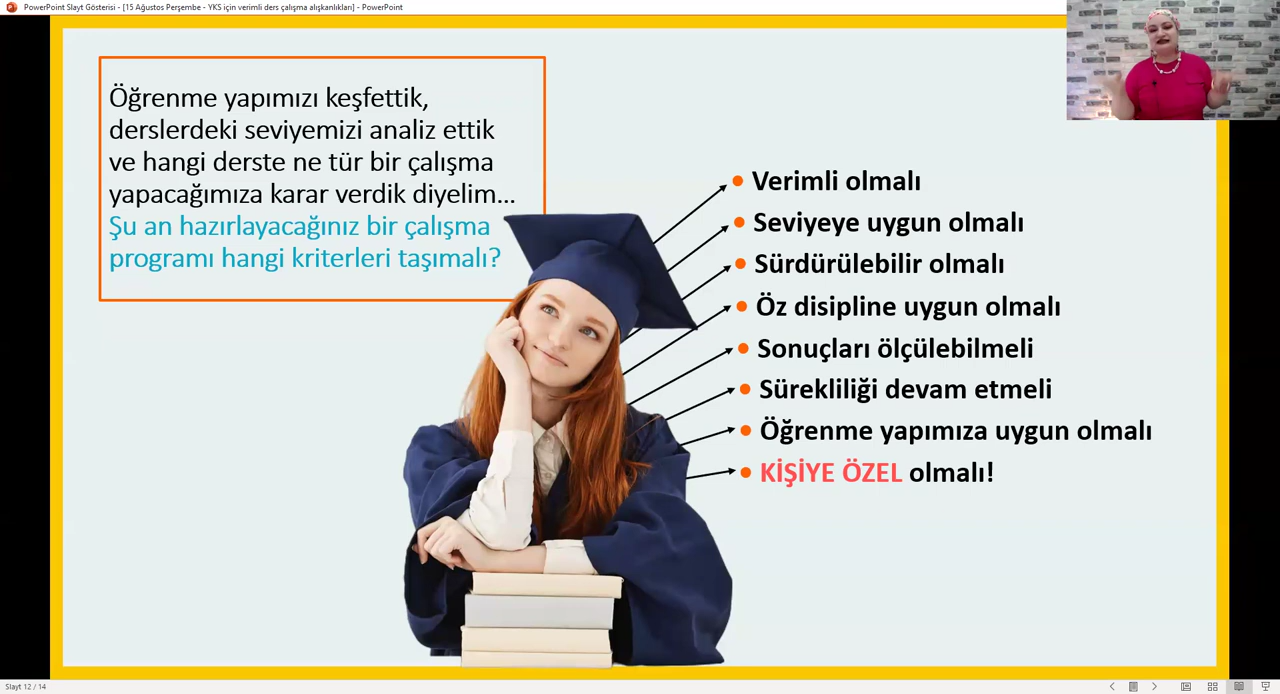 PowerPoint Slayt Gösterisi - [15 Ağustos Perşembe - YKS için verimli ders çalışma alışkanlıkları] - PowerPoint
Öğrenme yapımızı keşfettik,
derslerdeki seviyemizi analiz ettik
ve hangi derste ne tür bir çalışma
yapacağımıza karar verdik diyelim...
Şu an hazırlayacağınız bir çalışma
programı hangi kriterleri taşımalı?
• Verimli olmalı
• Seviyeye uygun olmalı
• Sürdürülebilir olmalı
• Öz disipline uygun olmalı
• Sonuçları ölçülebilmeli
• Sürekliliği devam etmeli
• Öğrenme yapımıza uygun olmalı
• KİŞİYE ÖZEL olmalı!
Slayt 12 / 14